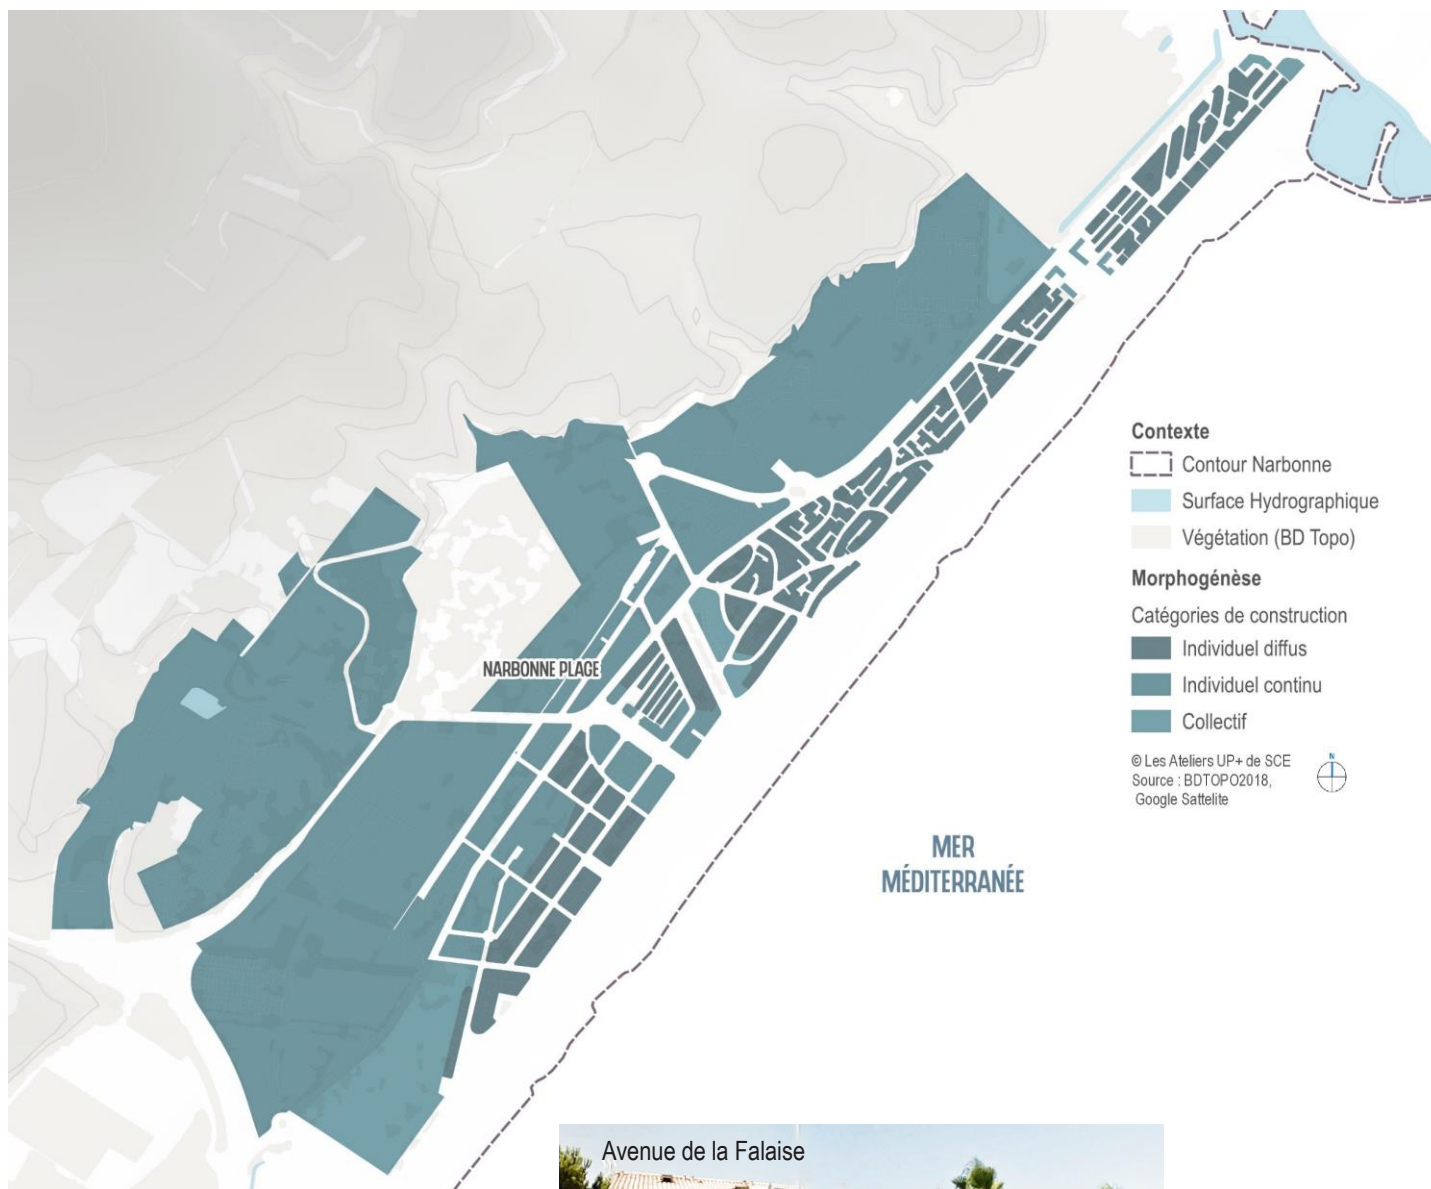 NARBONNE PLAGE
MER
MÉDITERRANÉE
Contexte
Contour Narbonne
Surface Hydrographique
Végétation (BD Topo)
Morphogénèse
Catégories de construction
Individuel diffus
Individuel continu
Collectif
© Les Ateliers UP+ de SCE
Source : BDTOPO2018,
Google Sattelite
N
Avenue de la Falaise